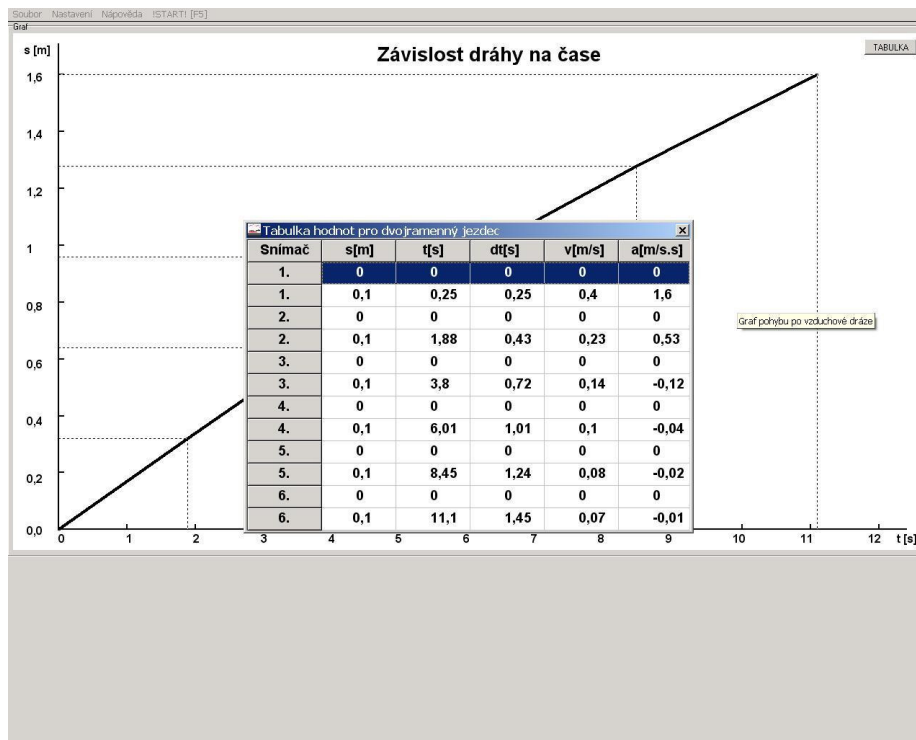 Soubor Nastavení Nápověda !START! [F5]
Graf
s [m]
Závislost dráhy na čase
TABULKA
1,6
1,4
1,2
1
0,8
0,6
0,4
0,2
0,0
Tabulka hodnot pro dvojramenný jezdec
Snímač s[m] t[s] dt[s] v[m/s] a[m/s.s]
1. 0 0 0 0 0
1. 0,1 0,25 0,25 0,4 1,6
2. 0 0 0 0 0
2. 0,1 1,88 0,43 0,23 0,53
3. 0 0 0 0 0
3. 0,1 3,8 0,72 0,14 -0,12
4. 0 0 0 0 0
4. 0,1 6,01 1,01 0,1 -0,04
5. 0 0 0 0 0
5. 0,1 8,45 1,24 0,08 -0,02
6. 0 0 0 0 0
6. 0,1 11,1 1,45 0,07 -0,01
Graf pohybu po vzduchové dráze
0 1 2 3 4 5 6 7 8 9 10 11 12 t [s]